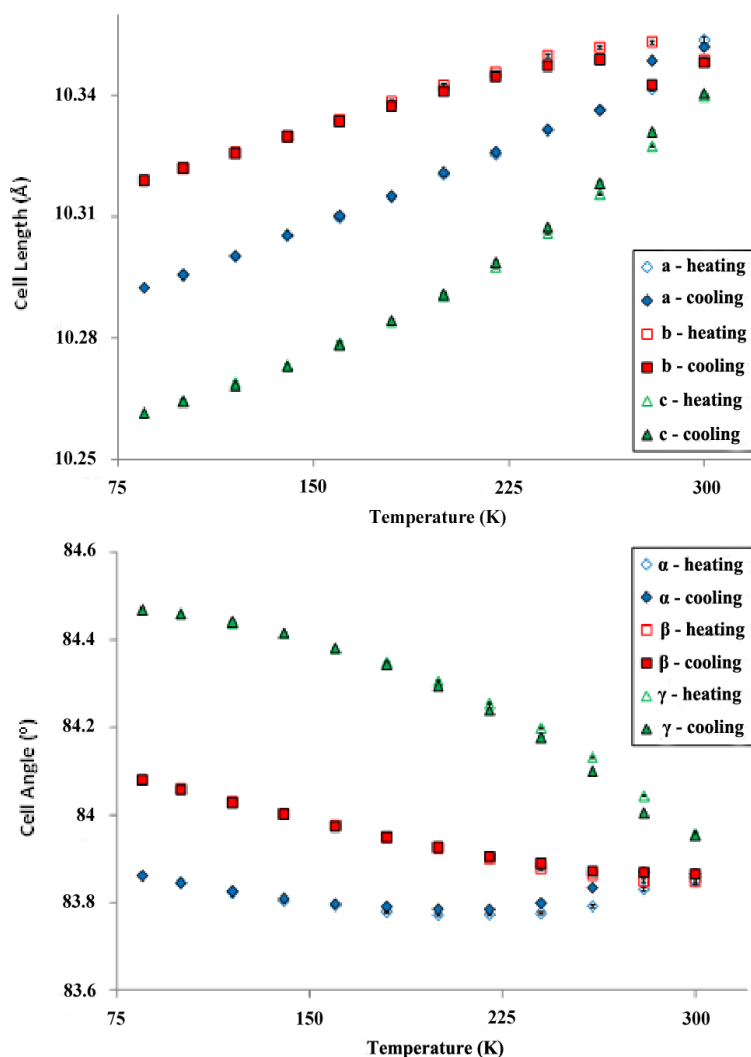 10.34
10.31
10.28
10.25
Cell Length (Å)
a - heating
a - cooling
b - heating
b - cooling
c - heating
c - cooling
75
150
225
300
Temperature (K)
84.6
84.4
84.2
84
83.8
83.6
Cell Angle (°)
α - heating
α - cooling
β - heating
β - cooling
γ - heating
γ - cooling
75
150
225
300
Temperature (K)